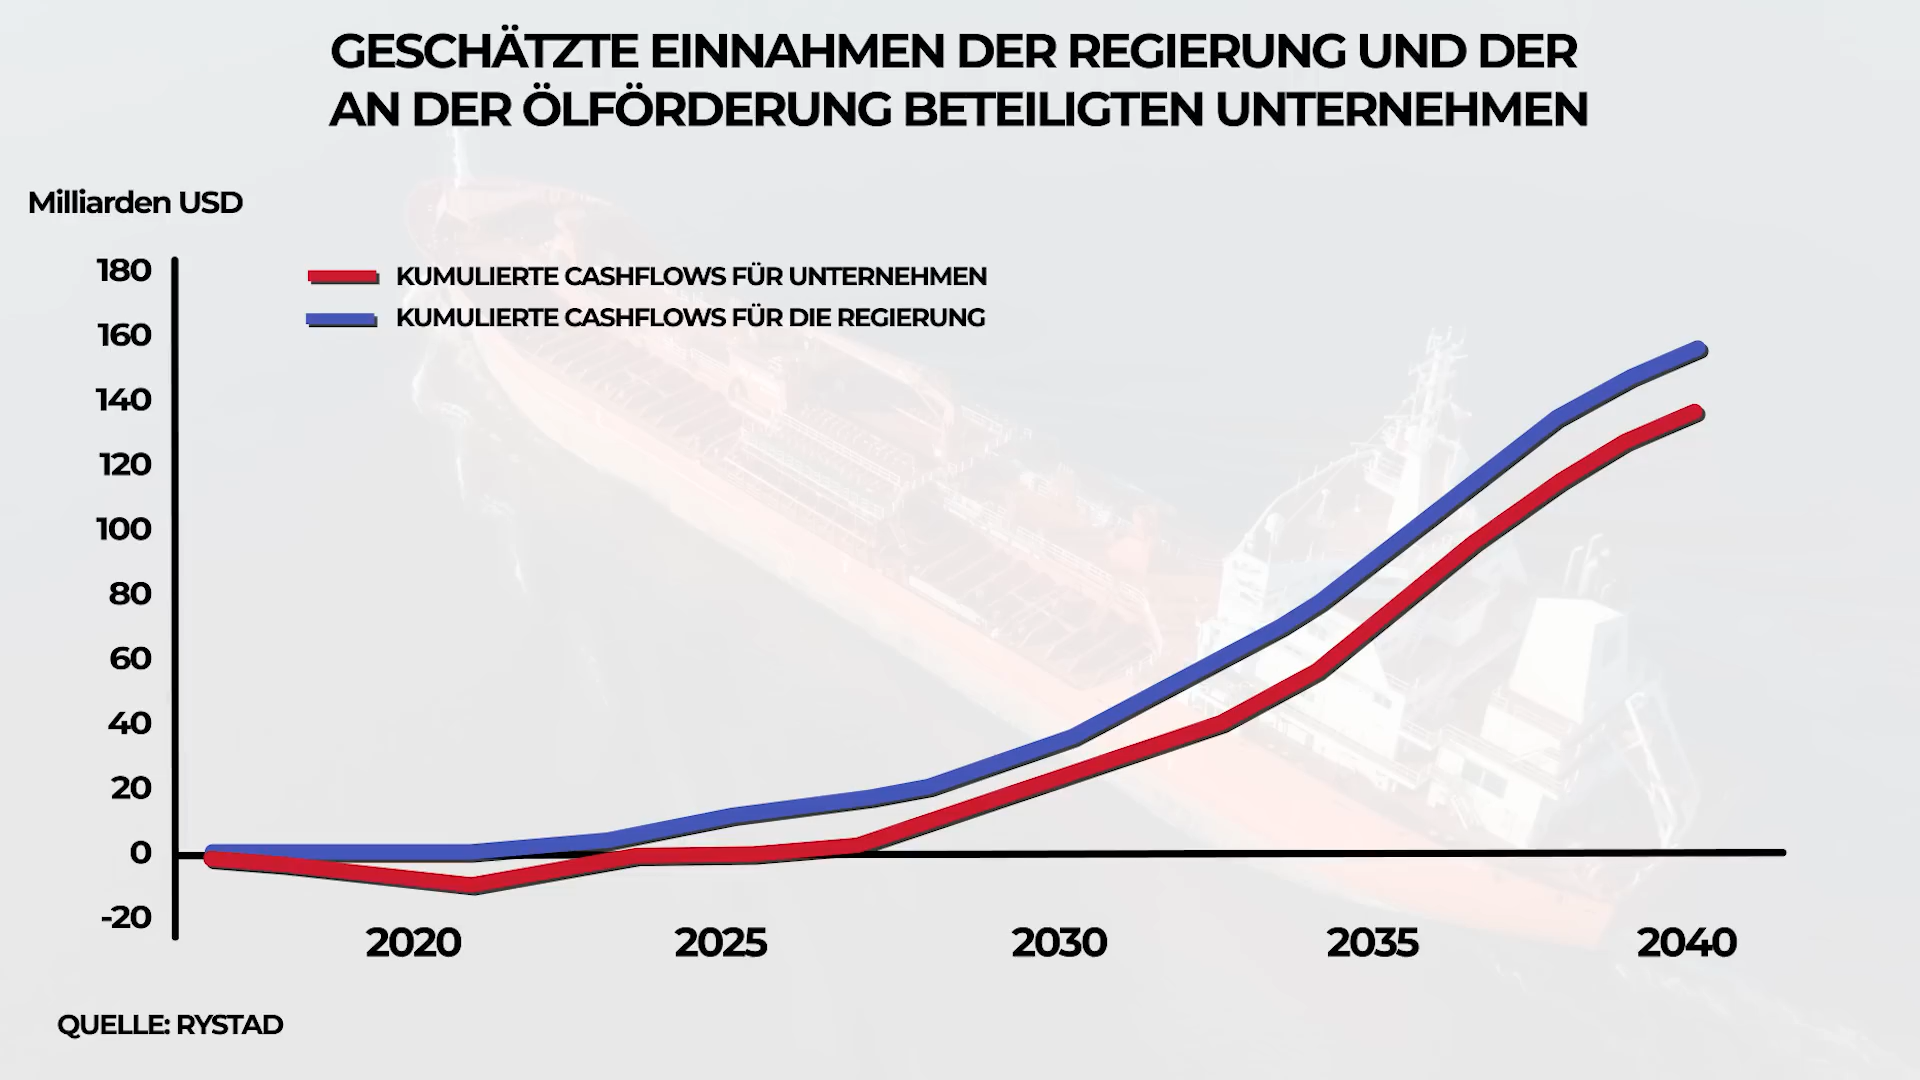 GESCHÄTZTE EINNAHMEN DER REGIERUNG UND DER
AN DER ÖLFÖRDERUNG BETEILIGTEN UNTERNEHMEN
Milliarden USD
KUMULIERTE CASHFLOWS FÜR UNTERNEHMEN
KUMULIERTE CASHFLOWS FÜR DIE REGIERUNG
180
160
140
120
100
80
60
40
20
0
-20
2020 2025 2030 2035 2040
QUELLE: RYSTAD